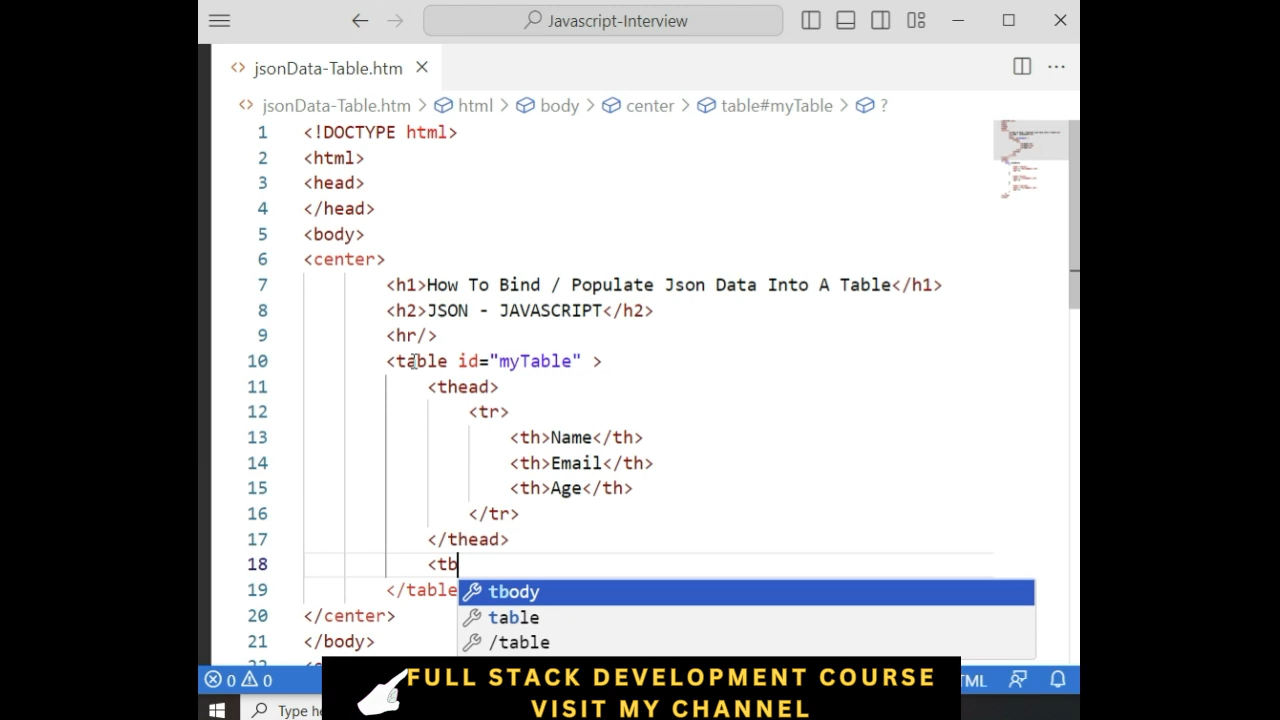 Javascript-Interview
jsonData-Table.htm
jsonData-Table.htm > html > body > center > table#myTable > ?
1 <!DOCTYPE html>
2 <html>
3 <head>
4 </head>
5 <body>
6 <center>
7 <h1>How To Bind / Populate Json Data Into A Table</h1>
8 <h2>JSON - JAVASCRIPT</h2>
9 <hr/>
10 <table id="myTable" >
11 <thead>
12 <tr>
13 <th>Name</th>
14 <th>Email</th>
15 <th>Age</th>
16 </tr>
17 </thead>
18 <tb
19 </table
tbody
20 </center>
table
21 </body>
/table
0 0
FULL STACK DEVELOPMENT COURSE
VISIT MY CHANNEL
Type